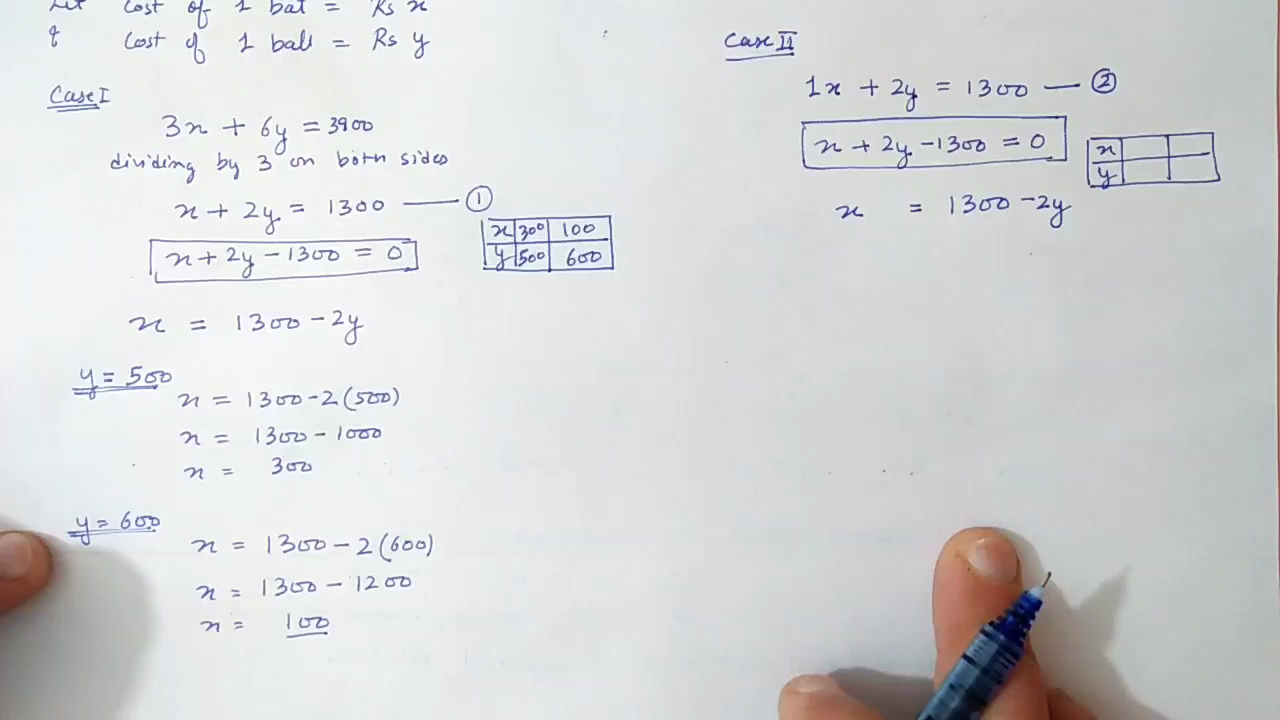 Let cost of 1 bat = Rs x
& cost of 1 ball = Rs y
Case I
3x + 6y = 3900
dividing by 3 on both sides
x + 2y = 1300 — ①
x + 2y - 1300 = 0
x 300 100
y 500 600
x = 1300 - 2y
y = 500
x = 1300 - 2(500)
x = 1300 - 1000
x = 300
y = 600
x = 1300 - 2(600)
x = 1300 - 1200
x = 100
Case II
1x + 2y = 1300 — ②
x + 2y - 1300 = 0
x
y
x = 1300 - 2y